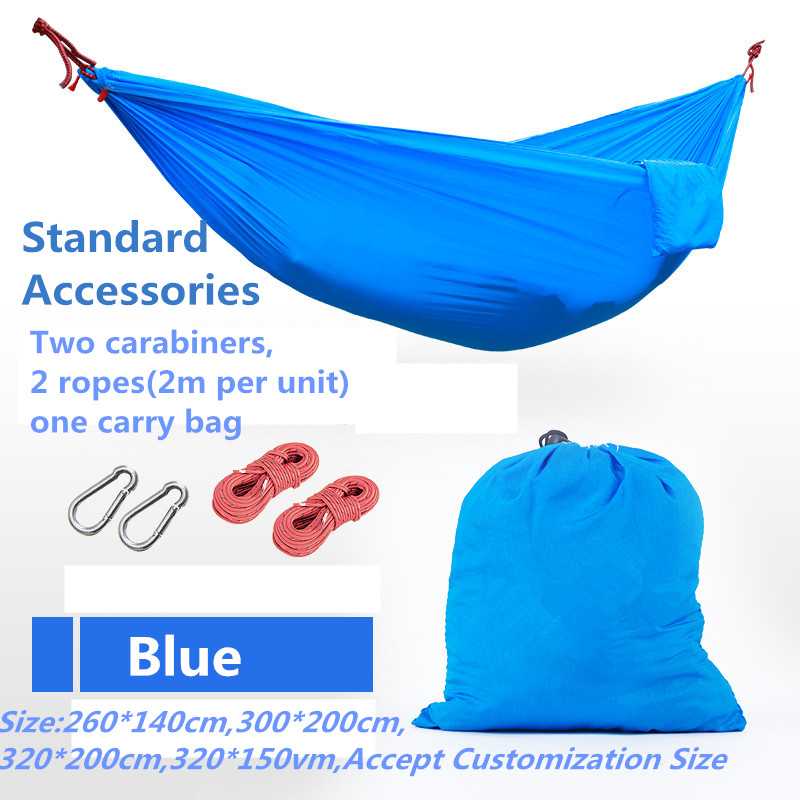 Standard
Accessories
Two carabiners,
2 ropes(2m per unit)
one carry bag
Blue
Size:260*140cm,300*200cm,
320*200cm,320*150vm,Accept Customization Size